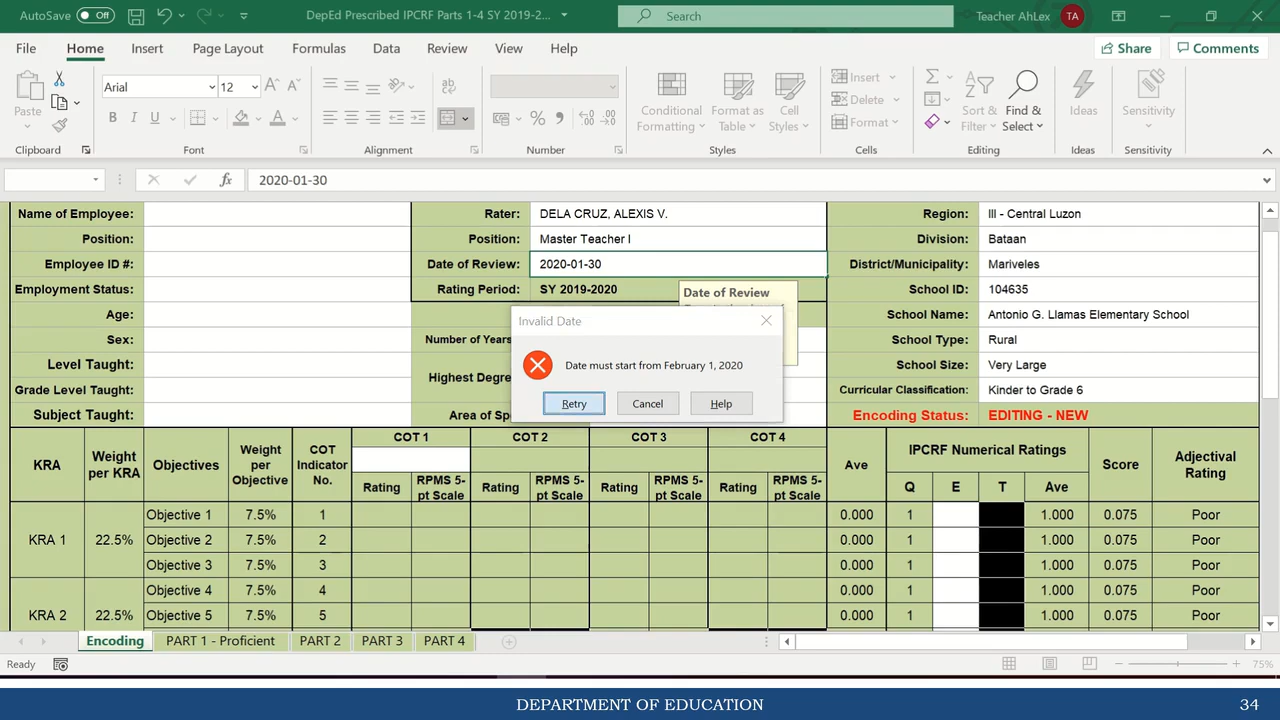 AutoSave Off DepEd Prescribed IPCRF Parts 1-4 SY 2019-2... Search Teacher AhLex TA
File Home Insert Page Layout Formulas Data Review View Help Share Comments
Arial 12
Paste Conditional Formatting Format as Table Cell Styles Insert Delete Format Sort & Filter Find & Select Ideas Sensitivity
Clipboard Font Alignment Number Styles Cells Editing Ideas Sensitivity
fx 2020-01-30
Name of Employee: Rater: DELA CRUZ, ALEXIS V. Region: III - Central Luzon
Position: Position: Master Teacher I Division: Bataan
Employee ID #: Date of Review: 2020-01-30 District/Municipality: Mariveles
Employment Status: Rating Period: SY 2019-2020 School ID: 104635
Date of Review
Age: School Name: Antonio G. Llamas Elementary School
Sex: Number of Years School Type: Rural
Level Taught: School Size: Very Large
Grade Level Taught: Highest Degre Curricular Classification: Kinder to Grade 6
Subject Taught: Area of Sp Encoding Status: EDITING - NEW
Invalid Date
Date must start from February 1, 2020
Retry Cancel Help
KRA Weight per KRA Objectives Weight per Objective COT Indicator No. COT 1 COT 2 COT 3 COT 4 Ave IPCRF Numerical Ratings Score Adjectival Rating
Rating RPMS 5-pt Scale Rating RPMS 5-pt Scale Rating RPMS 5-pt Scale Rating RPMS 5-pt Scale Q E T Ave
KRA 1 22.5% Objective 1 7.5% 1 0.000 1 1.000 0.075 Poor
Objective 2 7.5% 2 0.000 1 1.000 0.075 Poor
Objective 3 7.5% 3 0.000 1 1.000 0.075 Poor
KRA 2 22.5% Objective 4 7.5% 4 0.000 1 1.000 0.075 Poor
Objective 5 7.5% 5 0.000 1 1.000 0.075 Poor
Encoding PART 1 - Proficient PART 2 PART 3 PART 4
Ready 75%
DEPARTMENT OF EDUCATION 34